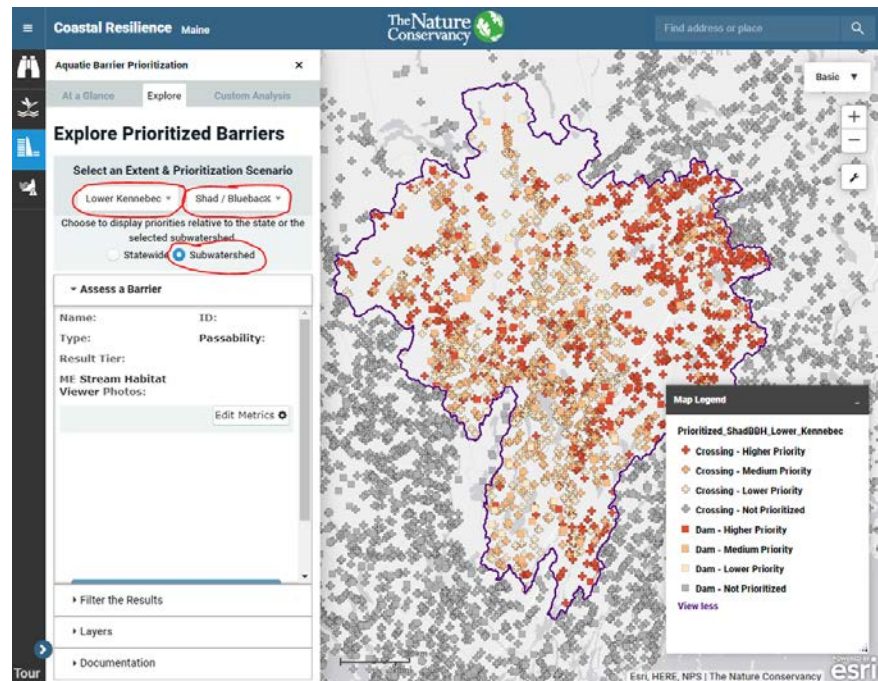 Coastal Resilience Maine
The Nature
Conservancy
Find address or place
Aquatic Barrier Prioritization ×
At a Glance Explore Custom Analysis
Explore Prioritized Barriers
Select an Extent & Prioritization Scenario
Lower Kennebec Shad / Blueback
Choose to display priorities relative to the state or the
selected subwatershed
Statewide Subwatershed
Assess a Barrier
Name: ID:
Type: Passability:
Result Tier:
ME Stream Habitat
Viewer Photos:
Edit Metrics
Filter the Results
Layers
Documentation
Tour
MAINE
Basic
+
−
Map Legend
Prioritized_ShadBBH_Lower_Kennebec
Crossing - Higher Priority
Crossing - Medium Priority
Crossing - Lower Priority
Crossing - Not Prioritized
Dam - Higher Priority
Dam - Medium Priority
Dam - Lower Priority
Dam - Not Prioritized
View less
Esri, HERE, NPS | The Nature Conservancy
POWERED BY
esri